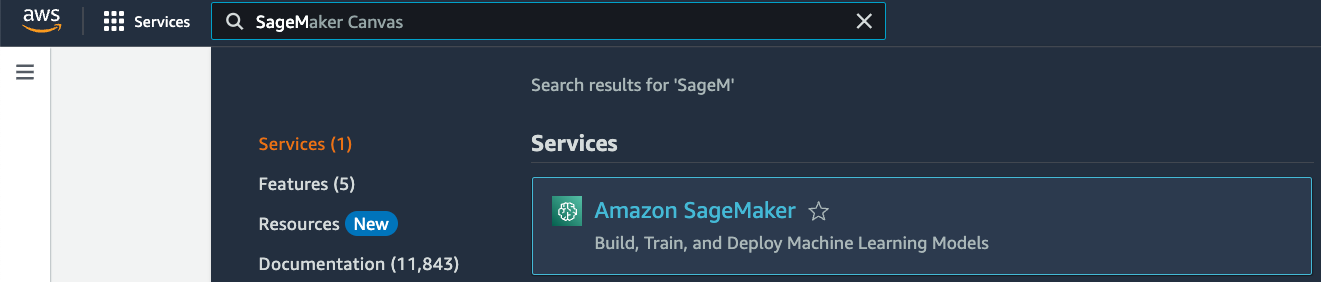 aws
Services
SageMaker Canvas
Search results for 'SageM'
Services (1)
Features (5)
Resources New
Documentation (11,843)
Services
Amazon SageMaker
Build, Train, and Deploy Machine Learning Models